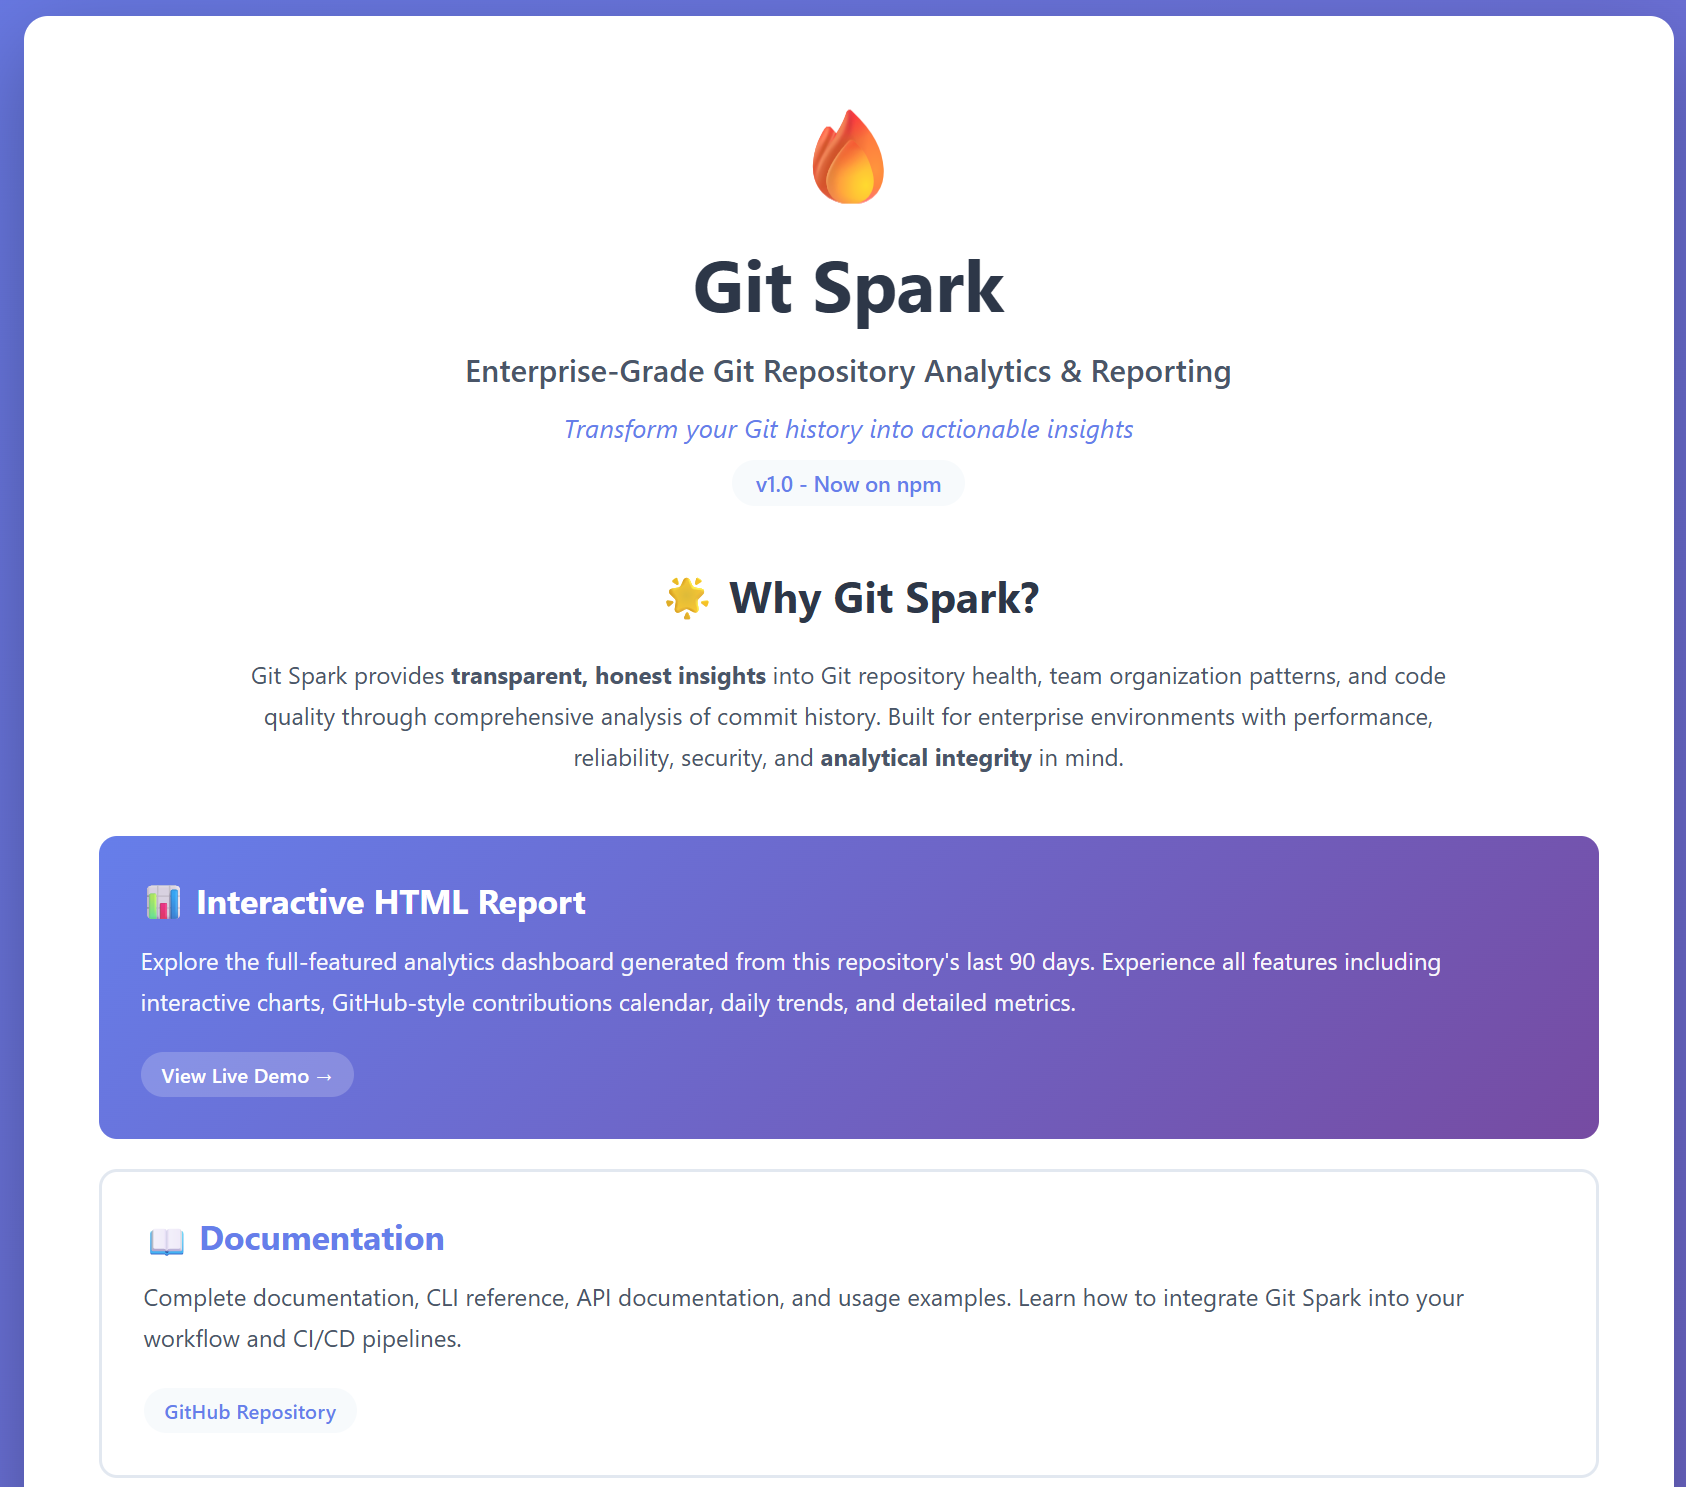 Git Spark
Enterprise-Grade Git Repository Analytics & Reporting
Transform your Git history into actionable insights
v1.0 - Now on npm
Why Git Spark?
Git Spark provides transparent, honest insights into Git repository health, team organization patterns, and code
quality through comprehensive analysis of commit history. Built for enterprise environments with performance,
reliability, security, and analytical integrity in mind.
Interactive HTML Report
Explore the full-featured analytics dashboard generated from this repository's last 90 days. Experience all features including
interactive charts, GitHub-style contributions calendar, daily trends, and detailed metrics.
View Live Demo →
Documentation
Complete documentation, CLI reference, API documentation, and usage examples. Learn how to integrate Git Spark into your
workflow and CI/CD pipelines.
GitHub Repository